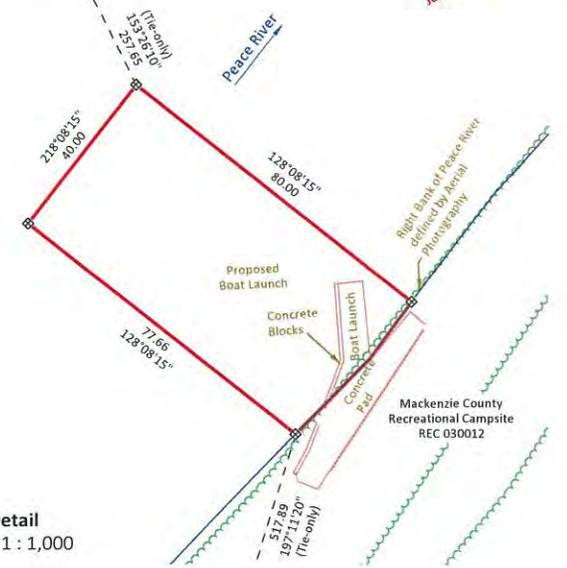 (Tie-only)
153°26'10"
257.65
Peace River
218°08'15"
40.00
128°08'15"
80.00
Right Bank of Peace River
defined by Aerial
Photography
Proposed
Boat Launch
Concrete
Blocks
Boat Launch
Concrete
Pad
77.66
128°08'15"
Mackenzie County
Recreational Campsite
REC 030012
517.89
197°11'20"
(Tie-only)
etail
1 : 1,000